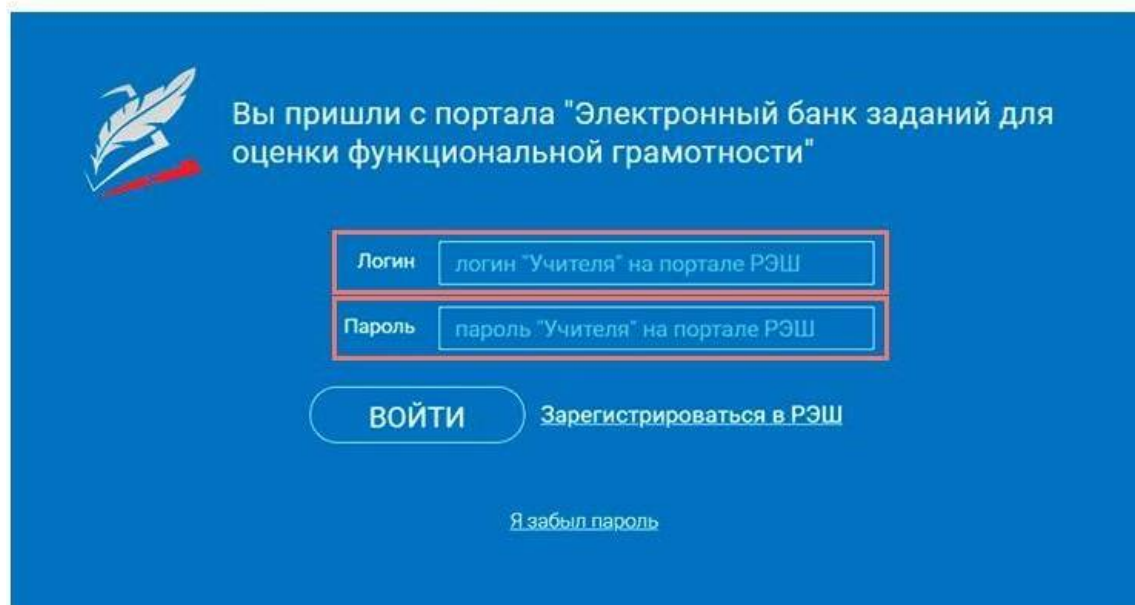 Вы пришли с портала "Электронный банк заданий для
оценки функциональной грамотности"
Логин логин "Учителя" на портале РЭШ
Пароль пароль "Учителя" на портале РЭШ
ВОЙТИ Зарегистрироваться в РЭШ
Я забыл пароль